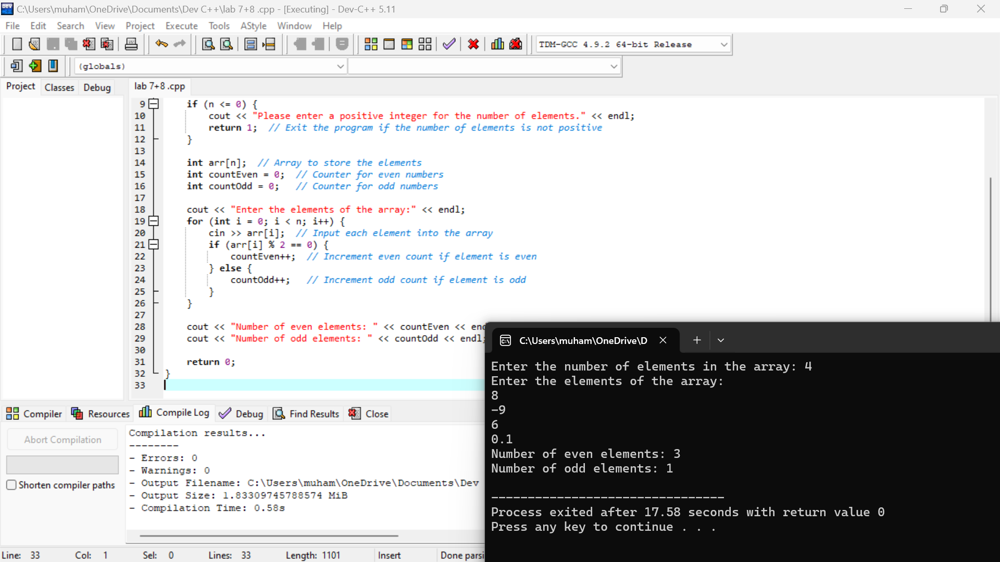 C:\Users\muham\OneDrive\Documents\Dev C++\lab 7+8 .cpp - [Executing] - Dev-C++ 5.11
File Edit Search View Project Execute Tools AStyle Window Help
TDM-GCC 4.9.2 64-bit Release
(globals)
Project Classes Debug lab 7+8 .cpp
9 if (n <= 0) {
10 cout << "Please enter a positive integer for the number of elements." << endl;
11 return 1; // Exit the program if the number of elements is not positive
12 }
13
14 int arr[n]; // Array to store the elements
15 int countEven = 0; // Counter for even numbers
16 int countOdd = 0; // Counter for odd numbers
17
18 cout << "Enter the elements of the array:" << endl;
19 for (int i = 0; i < n; i++) {
20 cin >> arr[i]; // Input each element into the array
21 if (arr[i] % 2 == 0) {
22 countEven++; // Increment even count if element is even
23 } else {
24 countOdd++; // Increment odd count if element is odd
25 }
26 }
27
28 cout << "Number of even elements: " << countEven << end
29 cout << "Number of odd elements: " << countOdd << endl;
30
31 return 0;
32 }
33
C:\Users\muham\OneDrive\D
Enter the number of elements in the array: 4
Enter the elements of the array:
8
-9
6
0.1
Number of even elements: 3
Number of odd elements: 1
--------------------------------
Process exited after 17.58 seconds with return value 0
Press any key to continue . . .
Compiler Resources Compile Log Debug Find Results Close
Abort Compilation
Shorten compiler paths
Compilation results...
--------
- Errors: 0
- Warnings: 0
- Output Filename: C:\Users\muham\OneDrive\Documents\Dev
- Output Size: 1.83309745788574 MiB
- Compilation Time: 0.58s
Line: 33 Col: 1 Sel: 0 Lines: 33 Length: 1101 Insert Done parsi